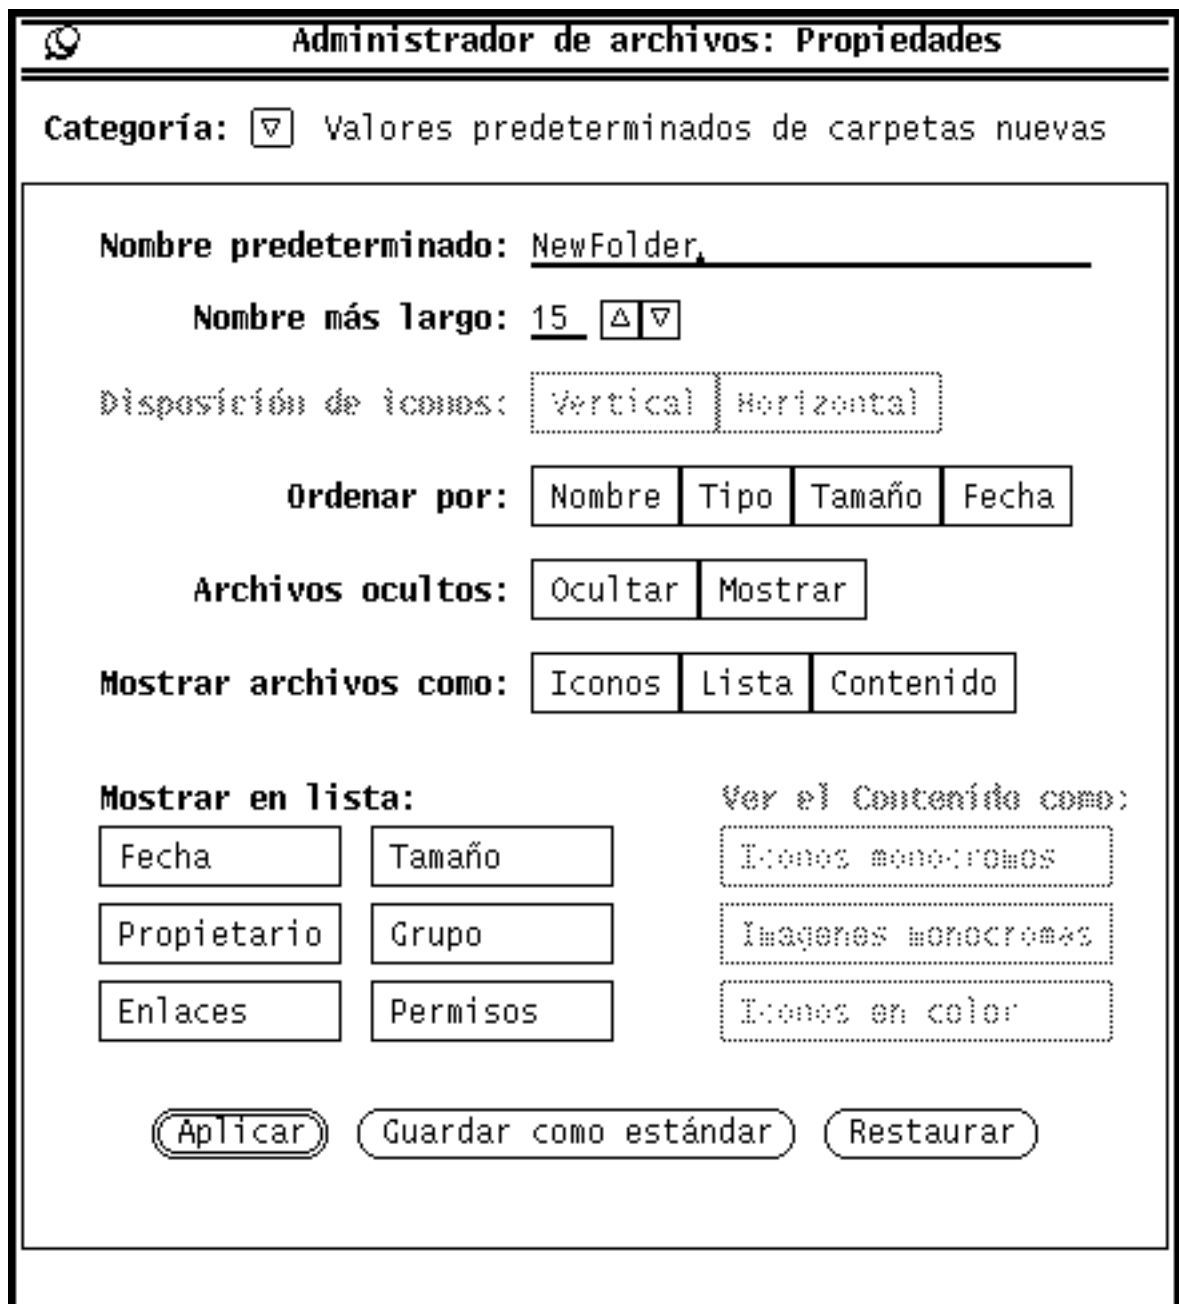 Administrador de archivos: Propiedades
Categoría: Valores predeterminados de carpetas nuevas
Nombre predeterminado: NewFolder
Nombre más largo: 15
Disposición de iconos: Vertical Horizontal
Ordenar por: Nombre Tipo Tamaño Fecha
Archivos ocultos: Ocultar Mostrar
Mostrar archivos como: Iconos Lista Contenido
Mostrar en lista: Ver el Contenido como:
Fecha Tamaño Iconos monocromos
Propietario Grupo Imagenes monocromas
Enlaces Permisos Iconos en color
Aplicar Guardar como estándar Restaurar